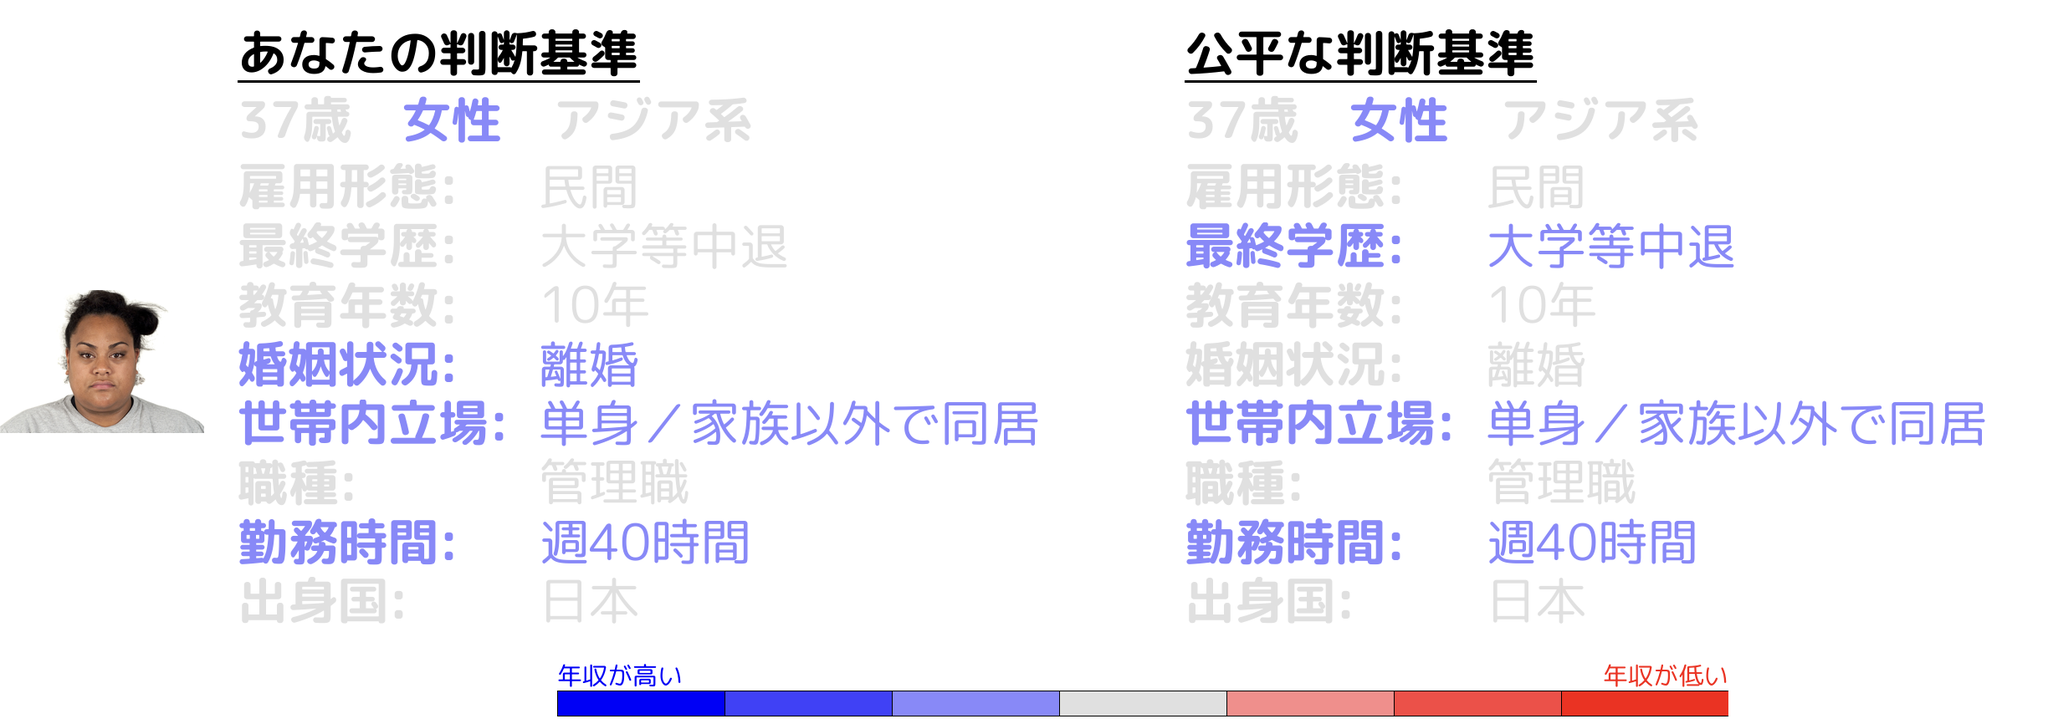 あなたの判断基準
37歳 女性 アジア系
雇用形態: 民間
最終学歴: 大学等中退
教育年数: 10年
婚姻状況: 離婚
世帯内立場: 単身／家族以外で同居
職種: 管理職
勤務時間: 週40時間
出身国: 日本
公平な判断基準
37歳 女性 アジア系
雇用形態: 民間
最終学歴: 大学等中退
教育年数: 10年
婚姻状況: 離婚
世帯内立場: 単身／家族以外で同居
職種: 管理職
勤務時間: 週40時間
出身国: 日本
年収が高い
年収が低い